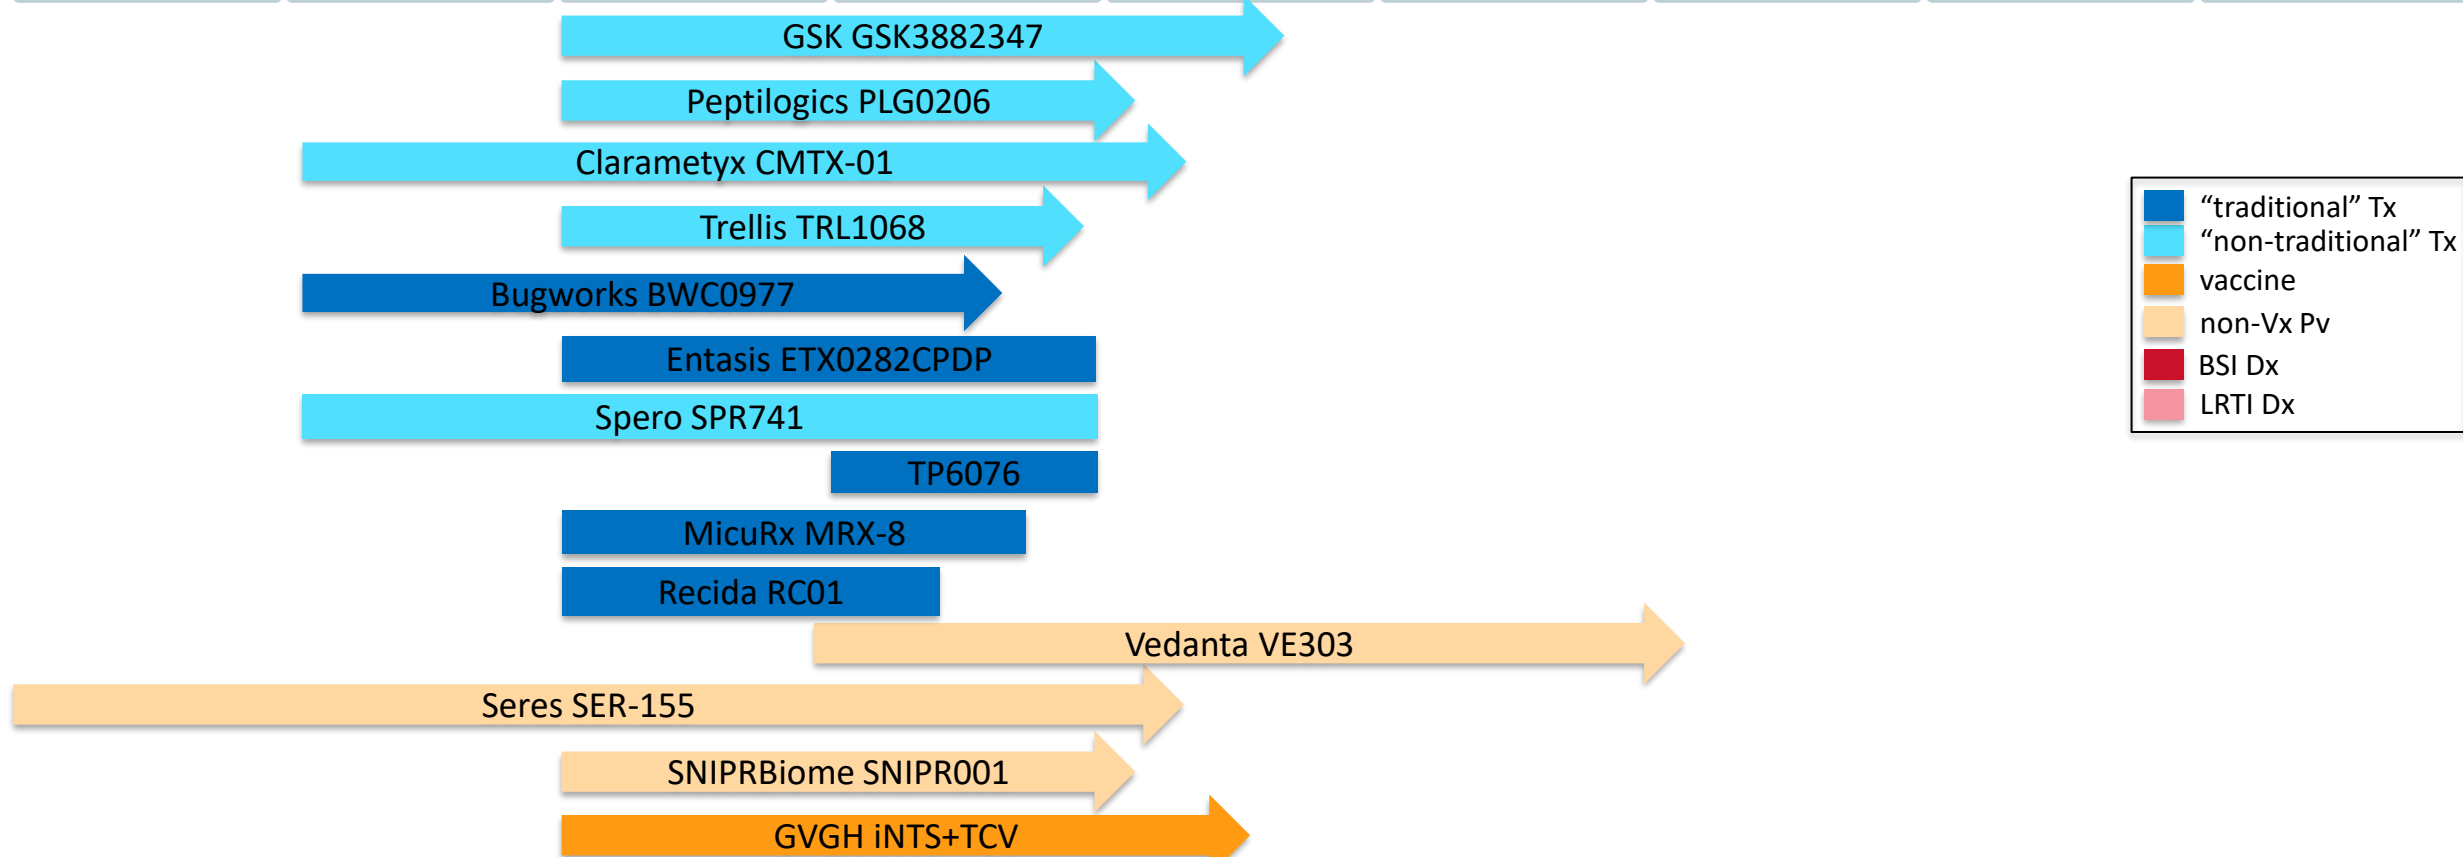 GSK GSK3882347
Peptilogics PLG0206
Clarametyx CMTX-01
Trellis TRL1068
Bugworks BWC0977
Entasis ETX0282CPDP
Spero SPR741
TP6076
MicuRx MRX-8
Recida RC01
Vedanta VE303
Seres SER-155
SNIPRBiome SNIPR001
GVGH iNTS+TCV
“traditional” Tx
“non-traditional” Tx
vaccine
non-Vx Pv
BSI Dx
LRTI Dx